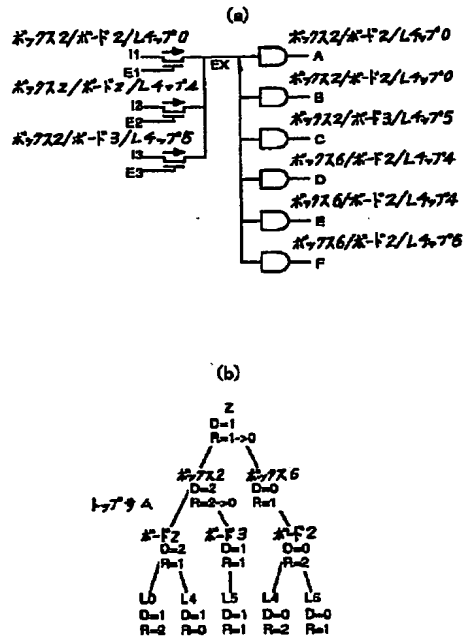 (a)
ボックス2/ボード2/Lチップ0
I1
E1
ボックス2/ボード2/Lチップ4
I2
E2
ボックス2/ボード3/Lチップ5
I3
E3
EX
ボックス2/ボード2/Lチップ0
A
ボックス2/ボード2/Lチップ0
B
ボックス2/ボード3/Lチップ5
C
ボックス6/ボード2/Lチップ4
D
ボックス6/ボード2/Lチップ4
E
ボックス6/ボード2/Lチップ6
F
(b)
Z
D=1
R=1->0
ボックス2 ボックス6
D=2 D=0
R=2->0 R=1
トップサム
ボード2 ボード3 ボード2
D=2 D=1 D=0
R=1 R=1 R=2
L0 L4 L5 L4 L6
D=1 D=1 D=1 D=0 D=0
R=2 R=0 R=1 R=2 R=1